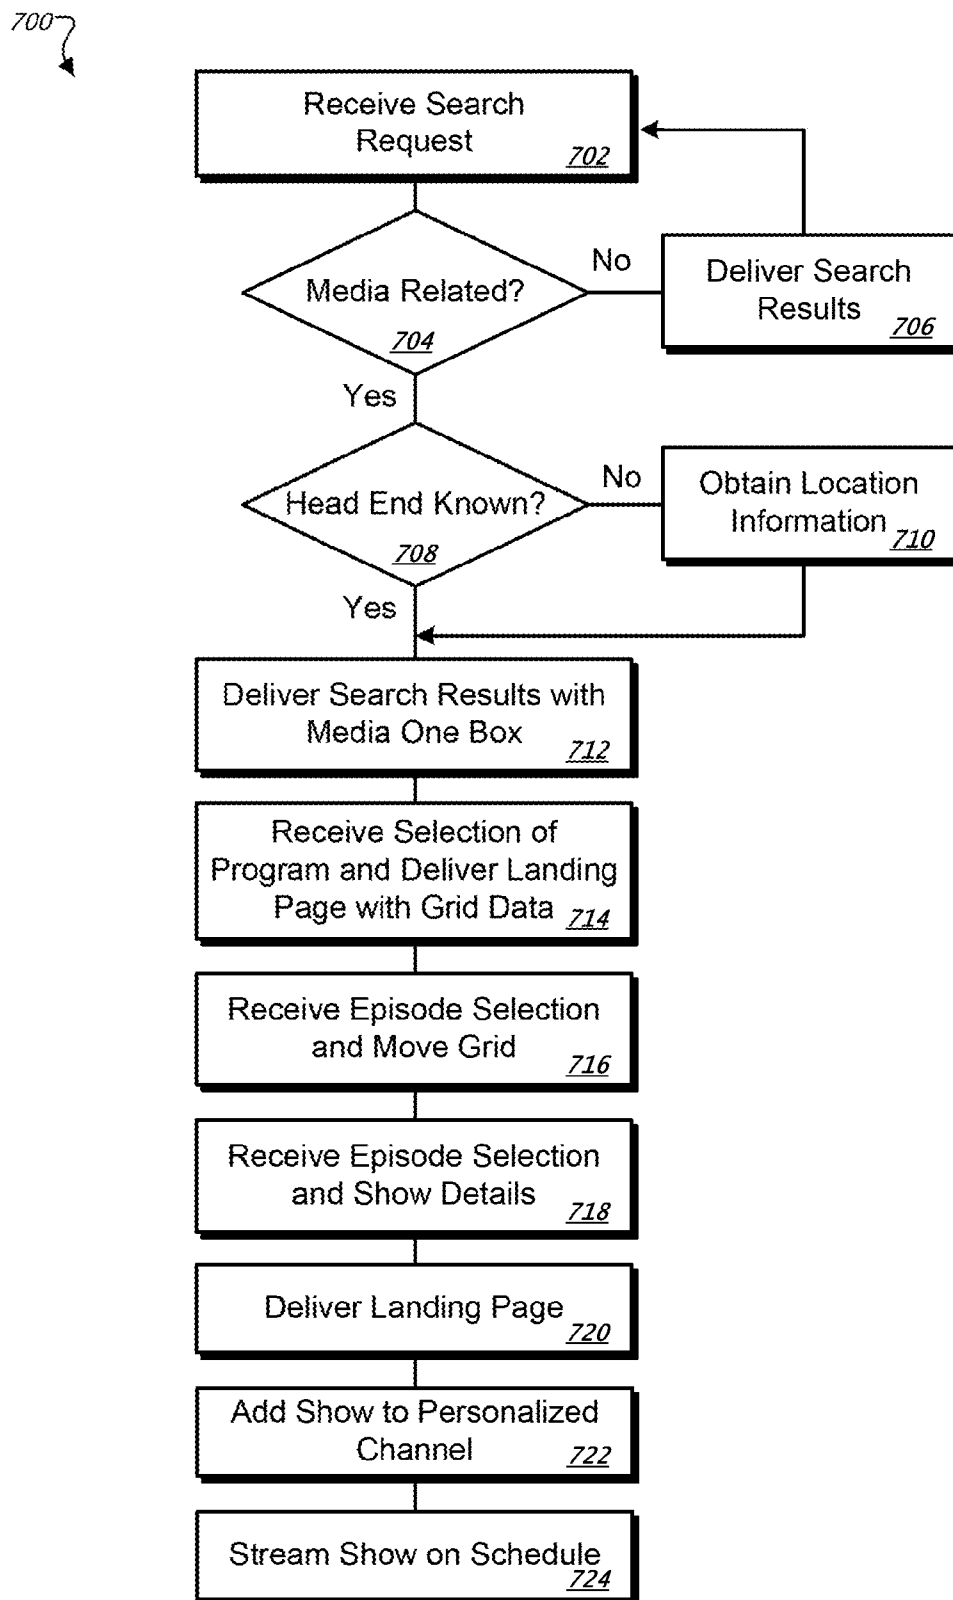 700
Receive Search
Request
702
Media Related?
704
No
Deliver Search
Results
706
Yes
Head End Known?
708
No
Obtain Location
Information
710
Yes
Deliver Search Results with
Media One Box
712
Receive Selection of
Program and Deliver Landing
Page with Grid Data
714
Receive Episode Selection
and Move Grid
716
Receive Episode Selection
and Show Details
718
Deliver Landing Page
720
Add Show to Personalized
Channel
722
Stream Show on Schedule
724